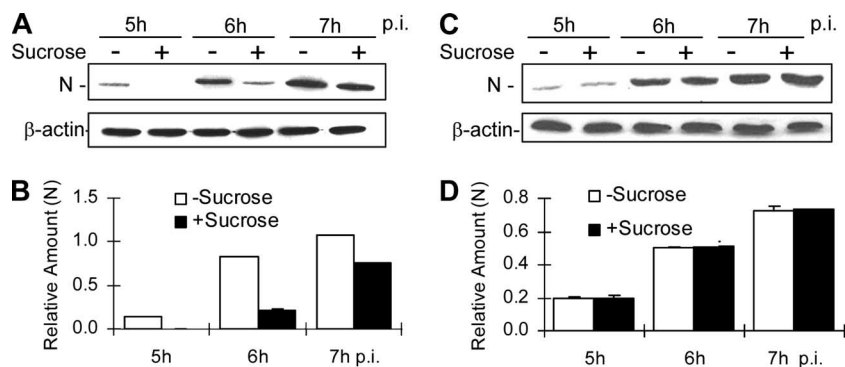 A
5h 6h 7h p.i.
Sucrose - + - + - +
N -
β-actin-
B
Relative Amount (N)
1.5
1.0
0.5
0.0
-Sucrose
+Sucrose
5h 6h 7h p.i.
C
5h 6h 7h p.i.
Sucrose - + - + - +
N -
β-actin-
D
Relative Amount (N)
0.8
0.6
0.4
0.2
0.0
-Sucrose
+Sucrose
5h 6h 7h p.i.